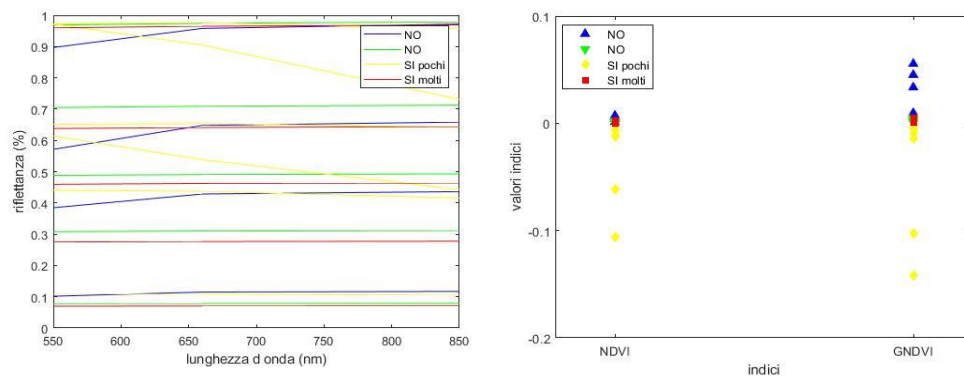 1
0.9
0.8
0.7
0.6
0.5
0.4
0.3
0.2
0.1
0
riflettanza (%)
NO
NO
SI pochi
SI molti
550 600 650 700 750 800 850
lunghezza d onda (nm)
0.1
0
-0.1
-0.2
valori indici
NO
NO
SI pochi
SI molti
NDVI GNDVI
indici